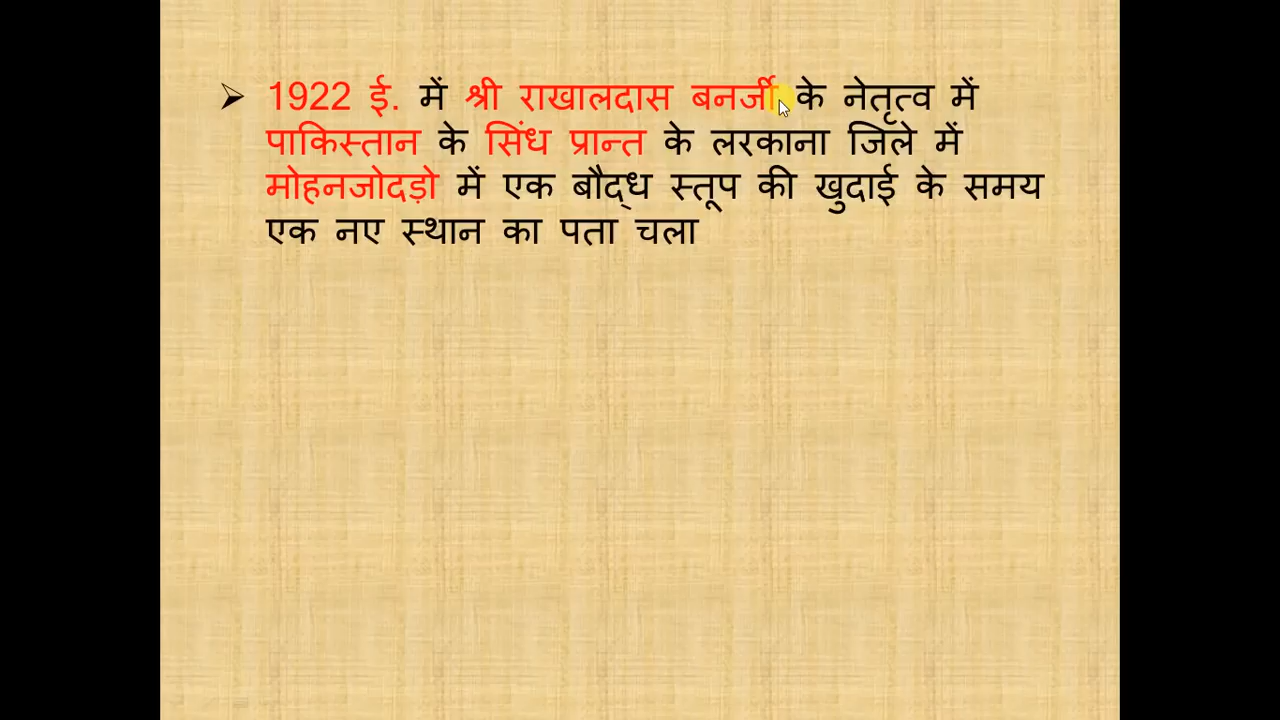 ➢ 1922 ई. में श्री राखालदास बनर्जी के नेतृत्व में
पाकिस्तान के सिंध प्रान्त के लरकाना जिले में
मोहनजोदड़ो में एक बौद्ध स्तूप की खुदाई के समय
एक नए स्थान का पता चला